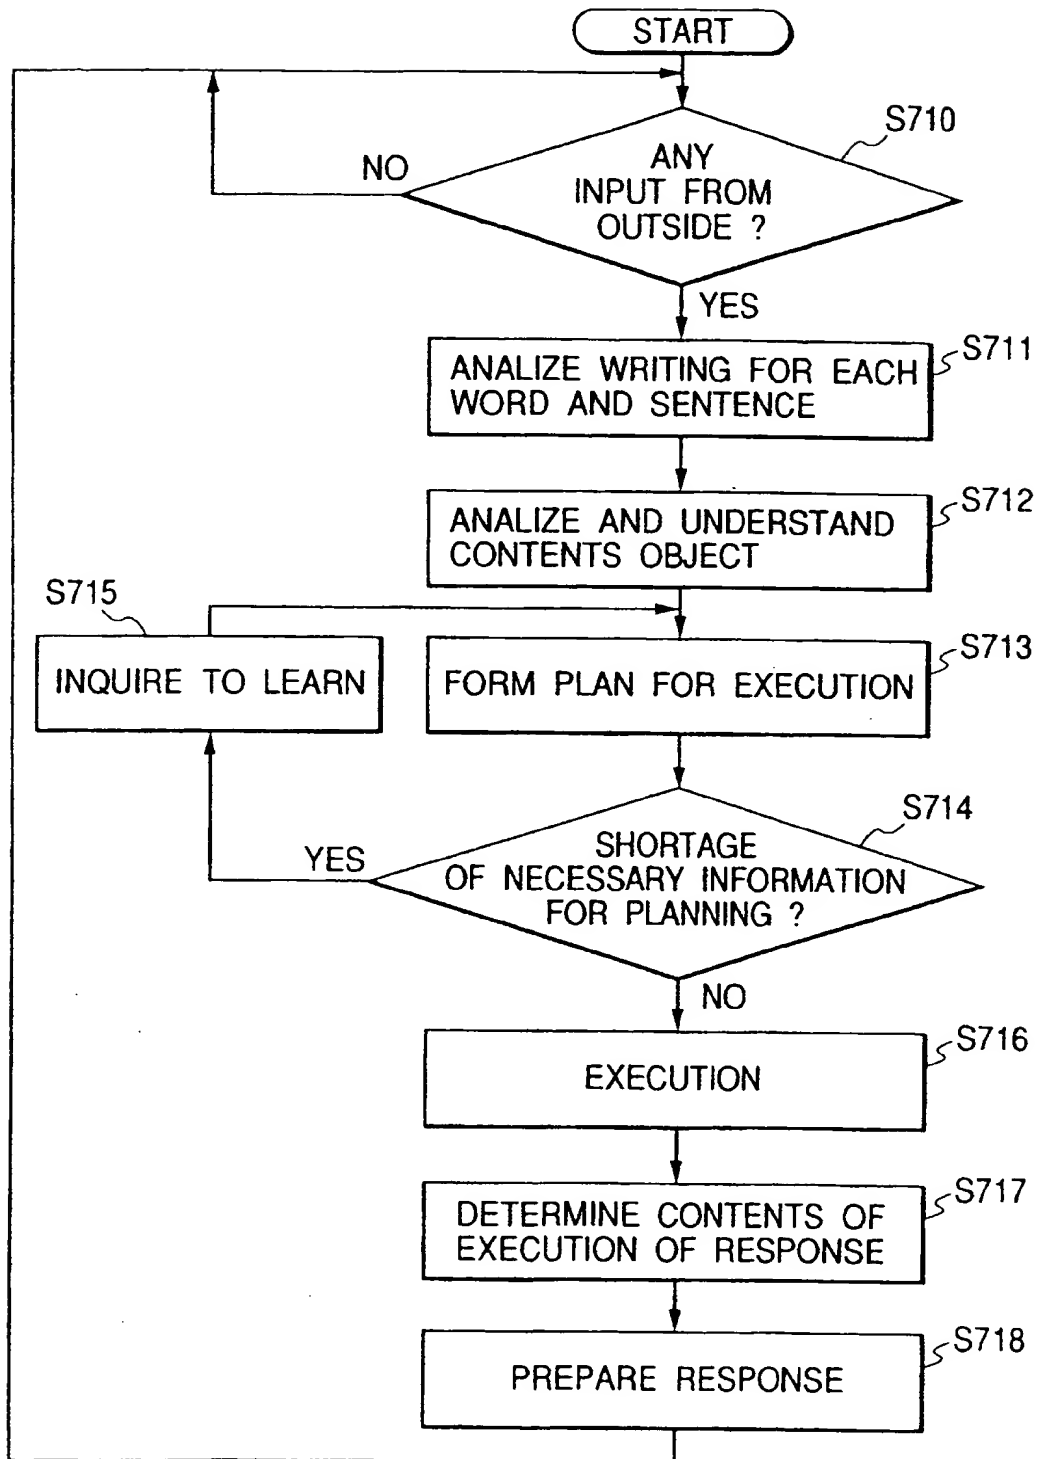 START
S710
ANY
INPUT FROM
OUTSIDE ?
NO
YES
S711
ANALIZE WRITING FOR EACH
WORD AND SENTENCE
S712
ANALIZE AND UNDERSTAND
CONTENTS OBJECT
S715
INQUIRE TO LEARN
S713
FORM PLAN FOR EXECUTION
S714
SHORTAGE
OF NECESSARY INFORMATION
FOR PLANNING ?
YES
NO
S716
EXECUTION
S717
DETERMINE CONTENTS OF
EXECUTION OF RESPONSE
S718
PREPARE RESPONSE